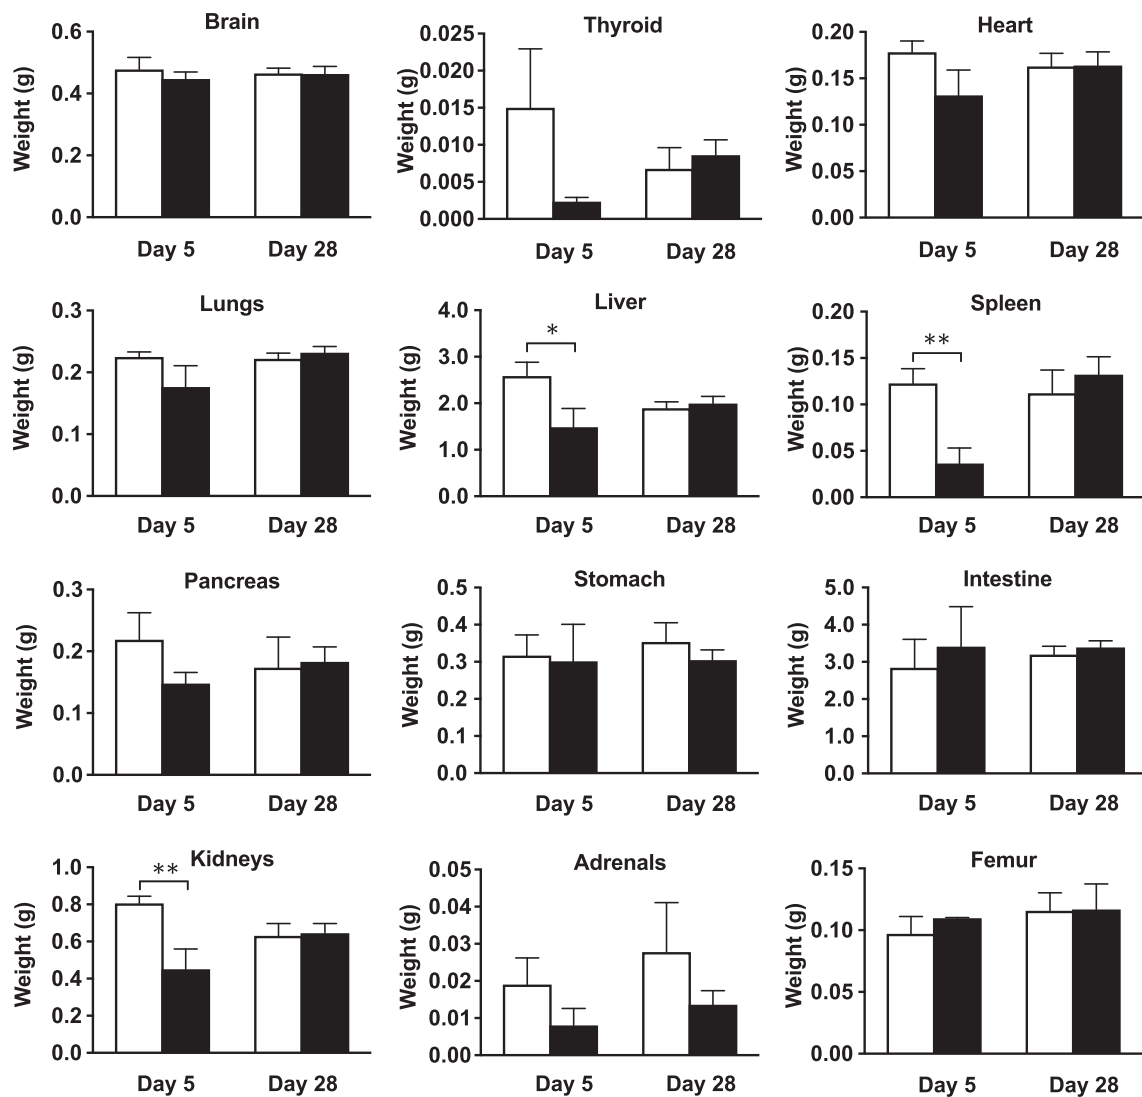 Brain
Weight (g)
0.6
0.4
0.2
0.0
Day 5 Day 28
Thyroid
Weight (g)
0.025
0.020
0.015
0.010
0.005
0.000
Day 5 Day 28
Heart
Weight (g)
0.20
0.15
0.10
0.05
0.00
Day 5 Day 28
Lungs
Weight (g)
0.3
0.2
0.1
0.0
Day 5 Day 28
Liver
Weight (g)
4.0
3.0
2.0
1.0
0.0
*
Day 5 Day 28
Spleen
Weight (g)
0.20
0.15
0.10
0.05
0.00
**
Day 5 Day 28
Pancreas
Weight (g)
0.3
0.2
0.1
0.0
Day 5 Day 28
Stomach
Weight (g)
0.5
0.4
0.3
0.2
0.1
0.0
Day 5 Day 28
Intestine
Weight (g)
5.0
4.0
3.0
2.0
1.0
0.0
Day 5 Day 28
Kidneys
Weight (g)
1.0
0.8
0.6
0.4
0.2
0.0
**
Day 5 Day 28
Adrenals
Weight (g)
0.05
0.04
0.03
0.02
0.01
0.00
Day 5 Day 28
Femur
Weight (g)
0.15
0.10
0.05
0.00
Day 5 Day 28